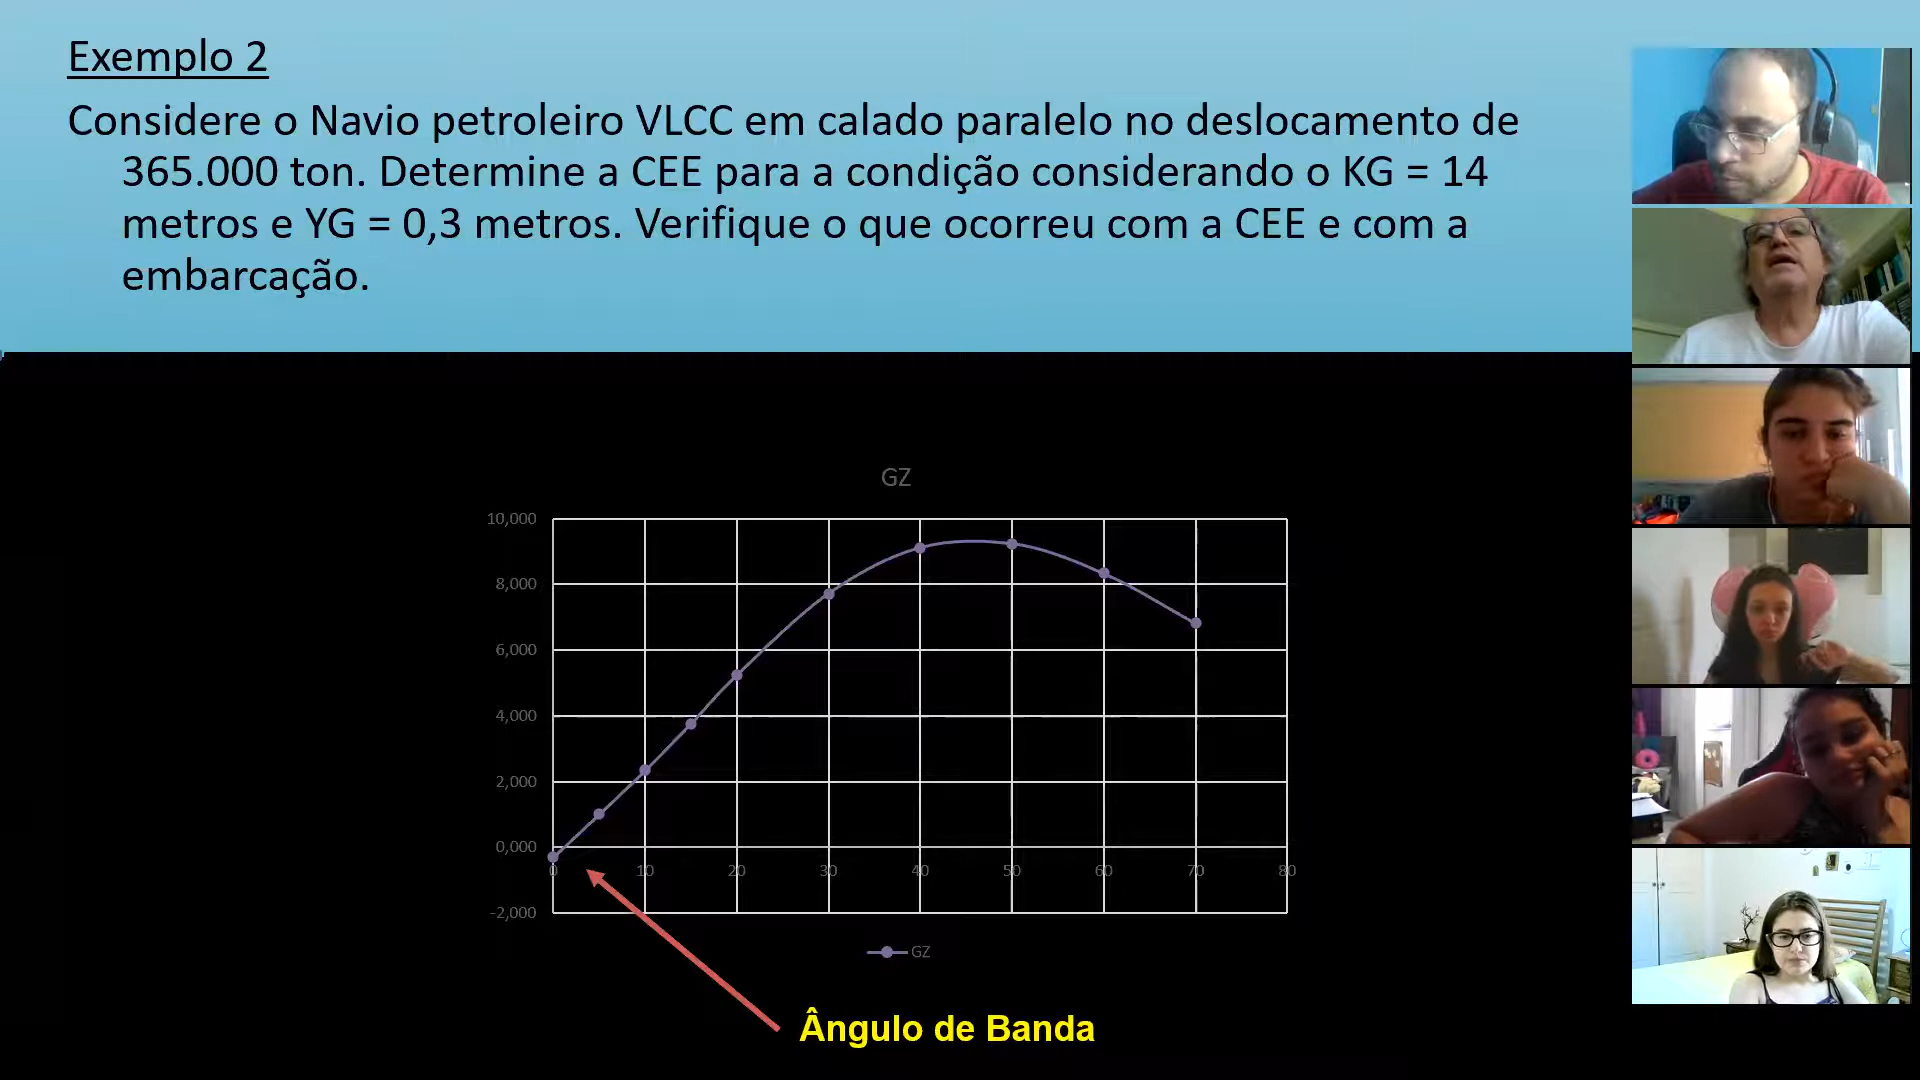 Exemplo 2
Considere o Navio petroleiro VLCC em calado paralelo no deslocamento de
365.000 ton. Determine a CEE para a condição considerando o KG = 14
metros e YG = 0,3 metros. Verifique o que ocorreu com a CEE e com a
embarcação.
GZ
10,000
8,000
6,000
4,000
2,000
0,000
0 10 20 30 40 50 60 70 80
-2,000
GZ
Ângulo de Banda